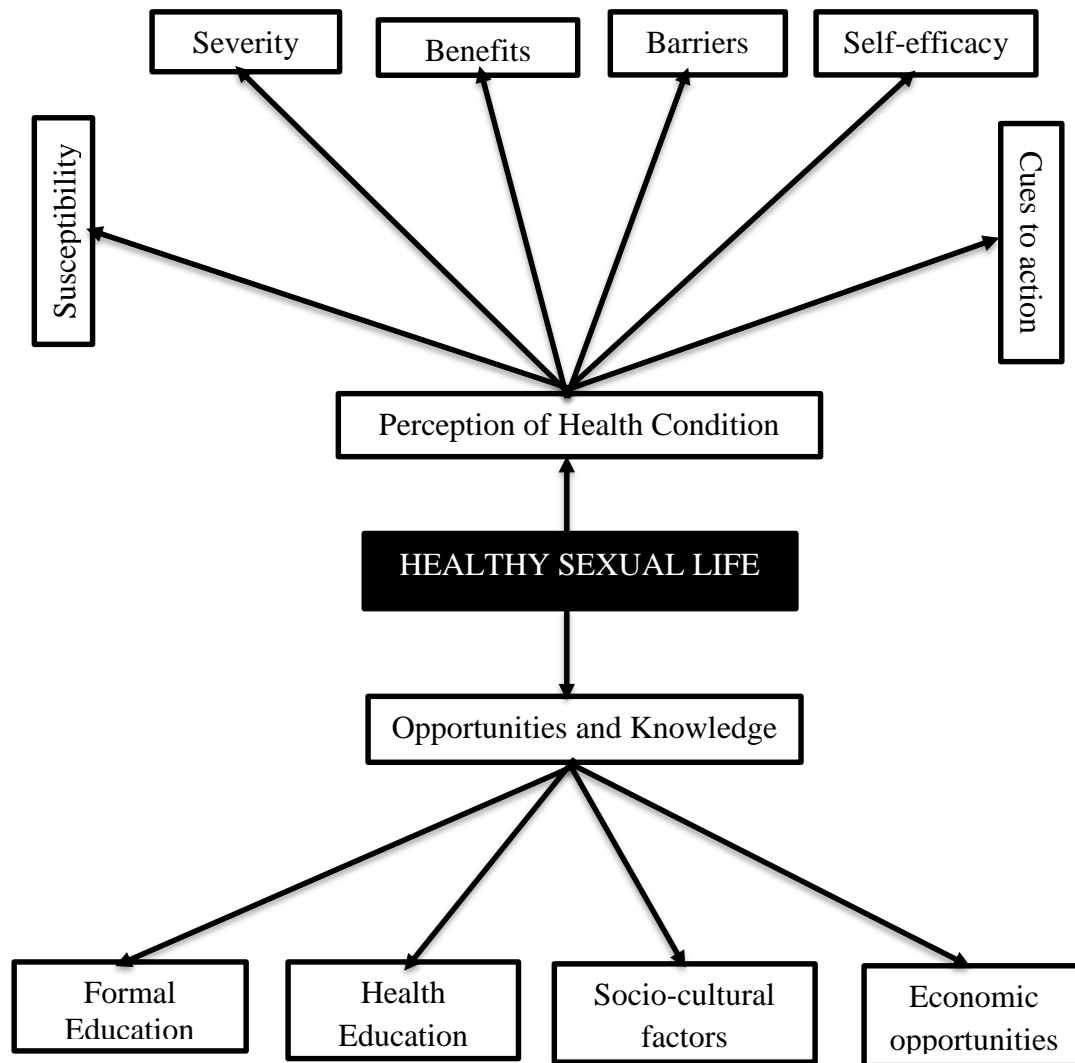 Severity
Benefits
Barriers
Self-efficacy
Susceptibility
Cues to action
Perception of Health Condition
HEALTHY SEXUAL LIFE
Opportunities and Knowledge
Formal
Education
Health
Education
Socio-cultural
factors
Economic
opportunities